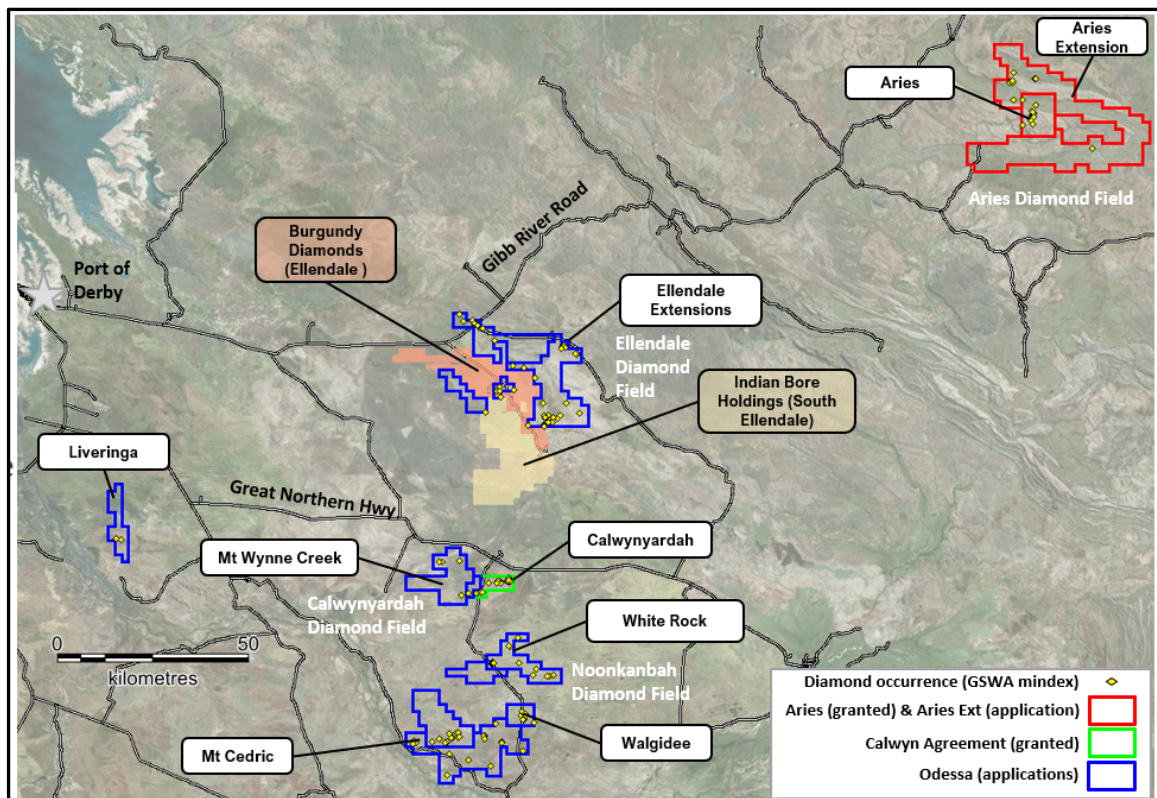 Aries
Extension
Aries
Aries Diamond Field
Gibb River Road
Burgundy
Diamonds
(Ellendale )
Port of
Derby
Ellendale
Extensions
Ellendale
Diamond
Field
Indian Bore
Holdings (South
Ellendale)
Liveringa
Great Northern Hwy
Calwynyardah
Mt Wynne Creek
Calwynyardah
Diamond Field
White Rock
0 50
kilometres
Noonkanbah
Diamond Field
Walgidee
Mt Cedric
Diamond occurrence (GSWA mindex)
Aries (granted) & Aries Ext (application)
Calwyn Agreement (granted)
Odessa (applications)